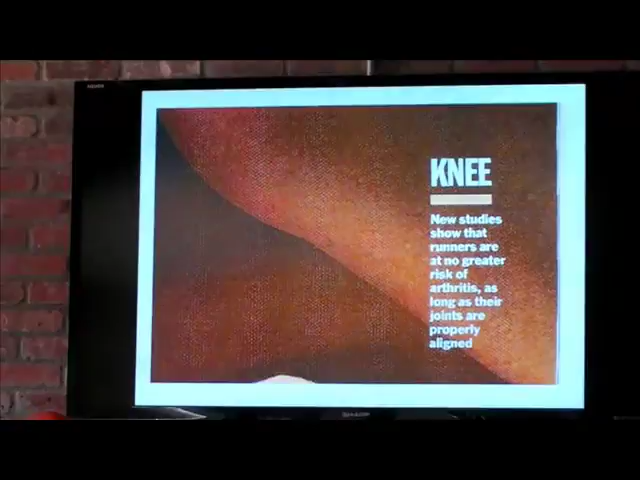 KNEE
New studies
show that
runners are
at no greater
risk of
arthritis, as
long as their
joints are
properly
aligned
SHARP